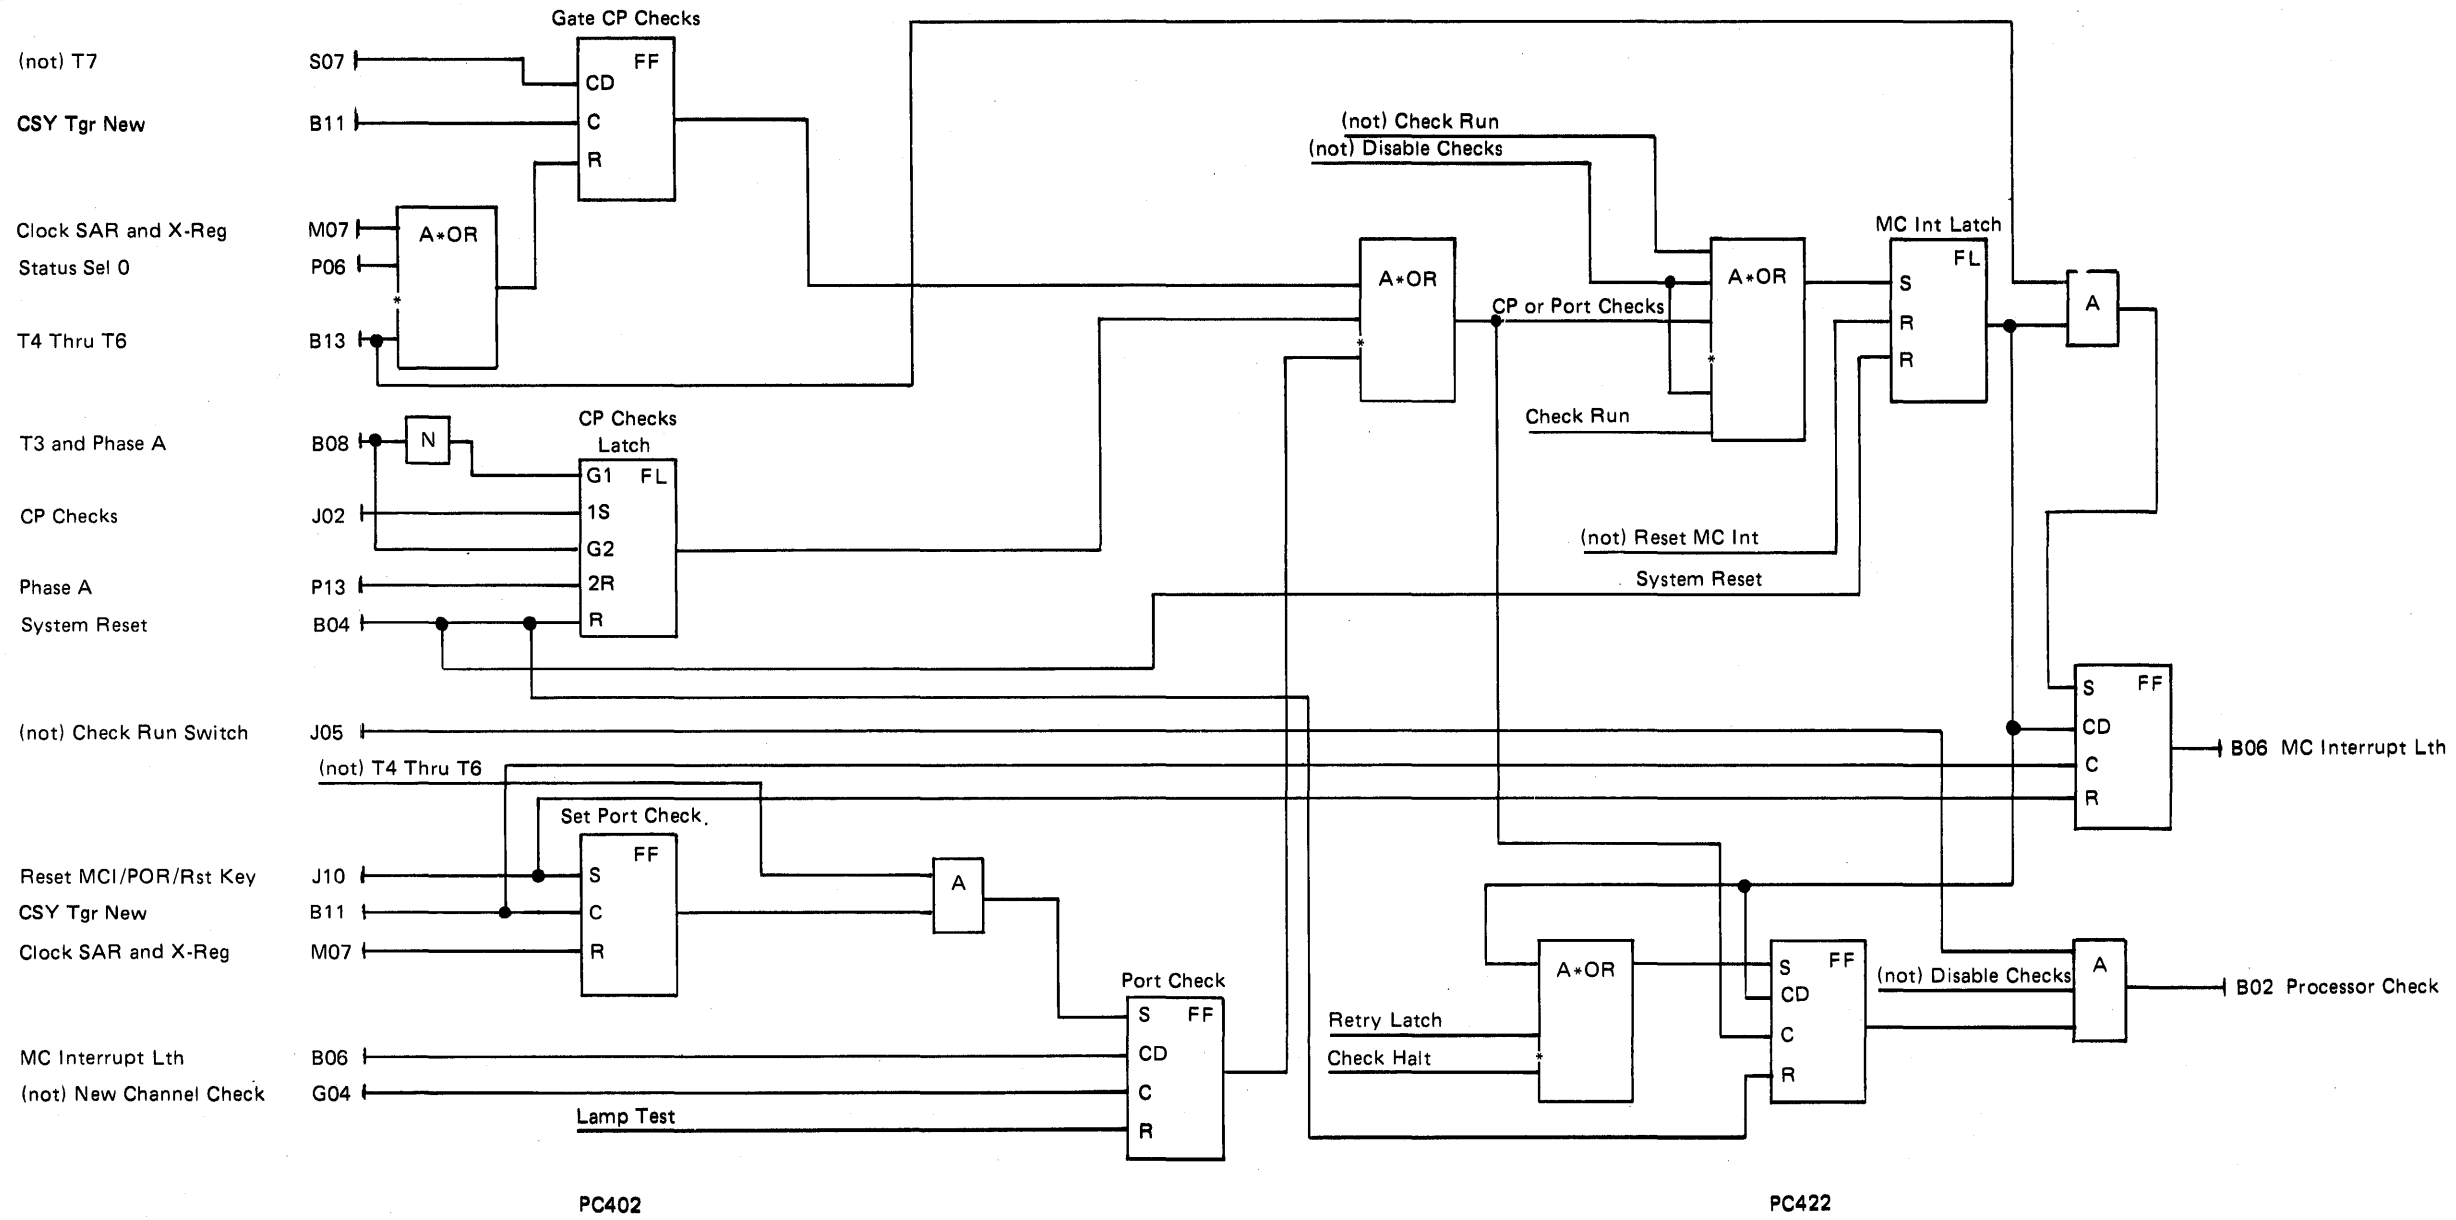 Gate CP Checks
(not) T7 S07
FF
CD
CSY Tgr New B11
C
R
(not) Check Run
(not) Disable Checks
Clock SAR and X-Reg M07
A*OR
Status Sel 0 P06
*
T4 Thru T6 B13
A*OR
*
CP or Port Checks
A*OR
*
Check Run
MC Int Latch
FL
S
R
R
A
CP Checks
Latch
T3 and Phase A B08
N
G1 FL
CP Checks J02
1S
G2
Phase A P13
2R
System Reset B04
R
(not) Reset MC Int
System Reset
S FF
CD
C
R
B06 MC Interrupt Lth
(not) Check Run Switch J05
(not) T4 Thru T6
Set Port Check
FF
Reset MCI/POR/Rst Key J10
S
CSY Tgr New B11
C
Clock SAR and X-Reg M07
R
A
Port Check
S FF
MC Interrupt Lth B06
CD
(not) New Channel Check G04
C
Lamp Test
R
A*OR
Retry Latch
Check Halt
*
S FF
CD
C
R
(not) Disable Checks
A
B02 Processor Check
PC402
PC422